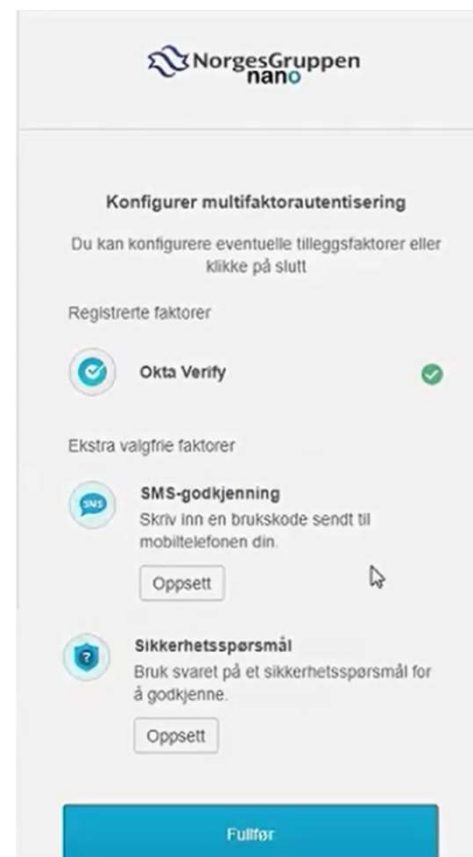 NorgesGruppen
nano
Konfigurer multifaktorautentisering
Du kan konfigurere eventuelle tilleggsfaktorer eller
klikke på slutt
Registrerte faktorer
Okta Verify
Ekstra valgfrie faktorer
SMS
SMS-godkjenning
Skriv inn en brukskode sendt til
mobiltelefonen din.
Oppsett
?
Sikkerhetsspørsmål
Bruk svaret på et sikkerhetsspørsmål for
å godkjenne.
Oppsett
Fullfør